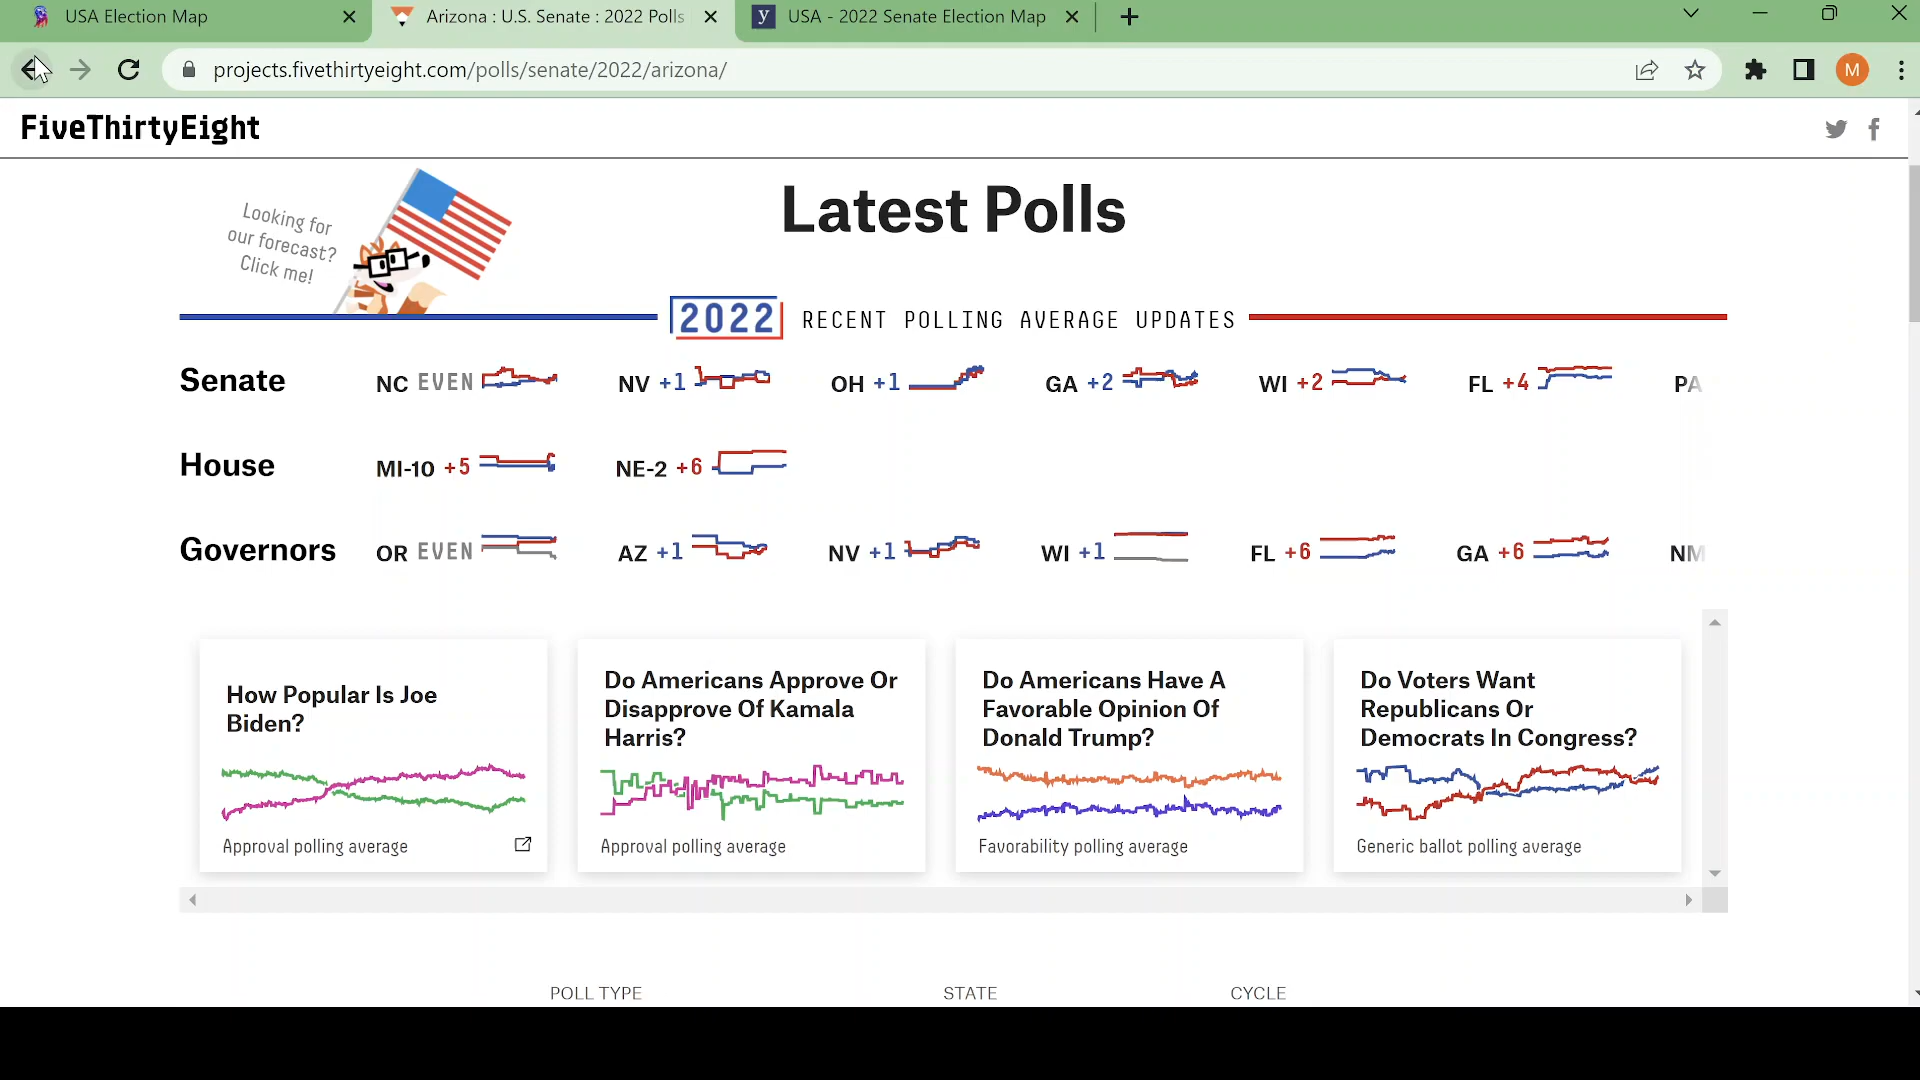 USA Election Map
Arizona : U.S. Senate : 2022 Polls
USA - 2022 Senate Election Map
projects.fivethirtyeight.com/polls/senate/2022/arizona/
M
FiveThirtyEight
Looking for
our forecast?
Click me!
Latest Polls
2022 RECENT POLLING AVERAGE UPDATES
Senate NC EVEN NV +1 OH +1 GA +2 WI +2 FL +4 PA
House MI-10 +5 NE-2 +6
Governors OR EVEN AZ +1 NV +1 WI +1 FL +6 GA +6 NM
How Popular Is Joe
Biden?
Approval polling average
Do Americans Approve Or
Disapprove Of Kamala
Harris?
Approval polling average
Do Americans Have A
Favorable Opinion Of
Donald Trump?
Favorability polling average
Do Voters Want
Republicans Or
Democrats In Congress?
Generic ballot polling average
POLL TYPE STATE CYCLE